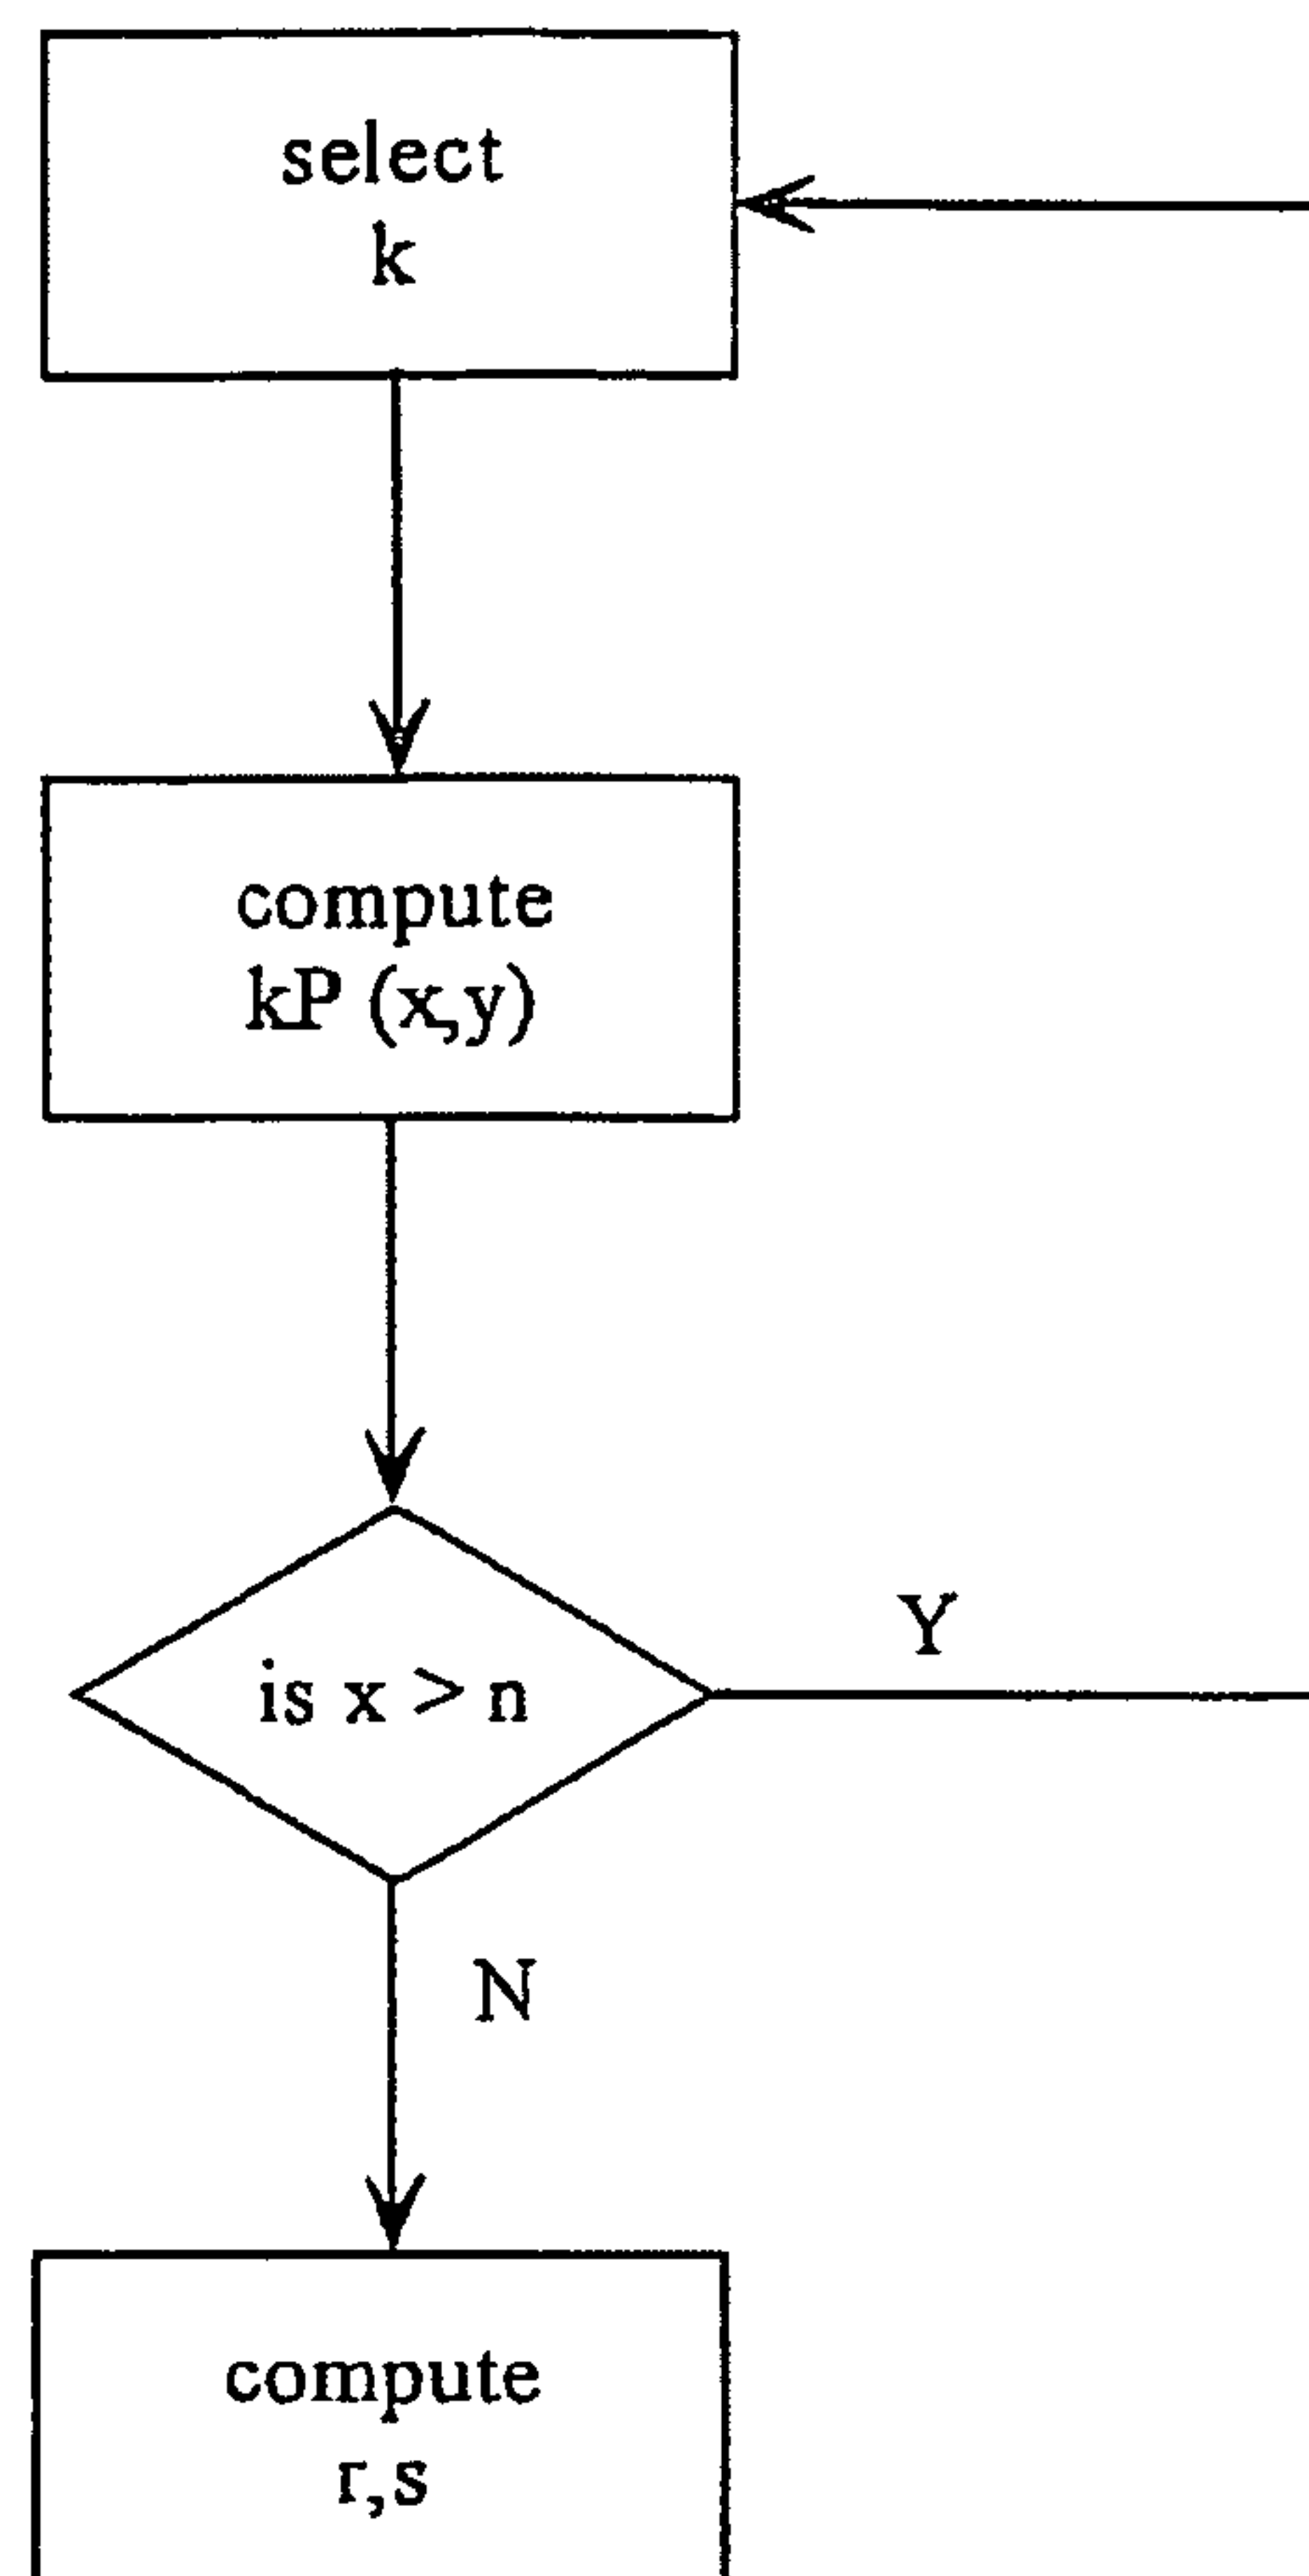 select
k
compute
kP (x,y)
is x > n
Y
N
compute
r,s